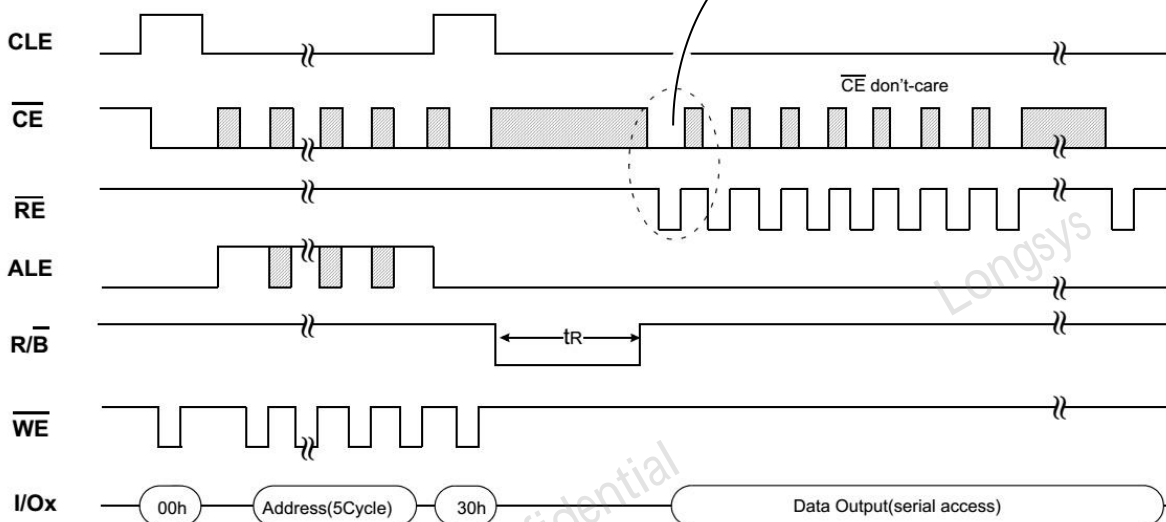 CLE
CE don't-care
CE
RE
Longsys
ALE
R/B
tR
WE
I/Ox
00h
Address(5Cycle)
30h
fidential
Data Output(serial access)